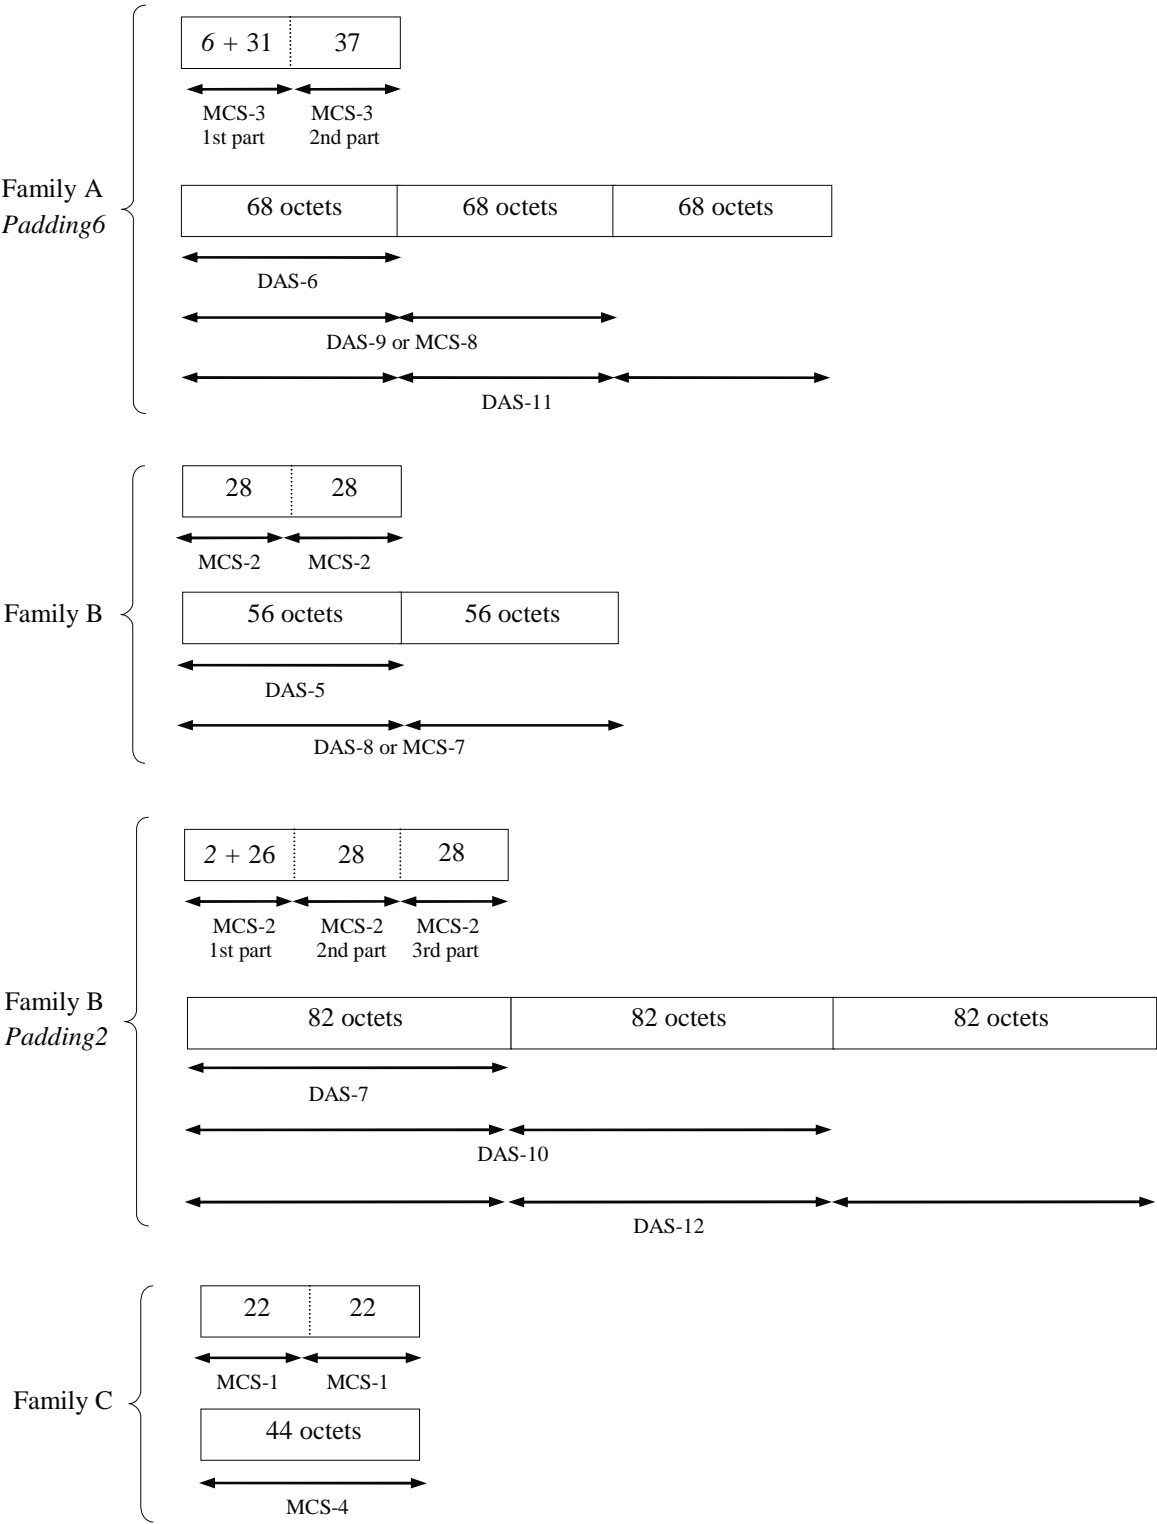 6 + 31 37
MCS-3 MCS-3
1st part 2nd part
Family A
Padding6
68 octets 68 octets 68 octets
DAS-6
DAS-9 or MCS-8
DAS-11
28 28
MCS-2 MCS-2
Family B
56 octets 56 octets
DAS-5
DAS-8 or MCS-7
2 + 26 28 28
MCS-2 MCS-2 MCS-2
1st part 2nd part 3rd part
Family B
Padding2
82 octets 82 octets 82 octets
DAS-7
DAS-10
DAS-12
22 22
MCS-1 MCS-1
Family C
44 octets
MCS-4